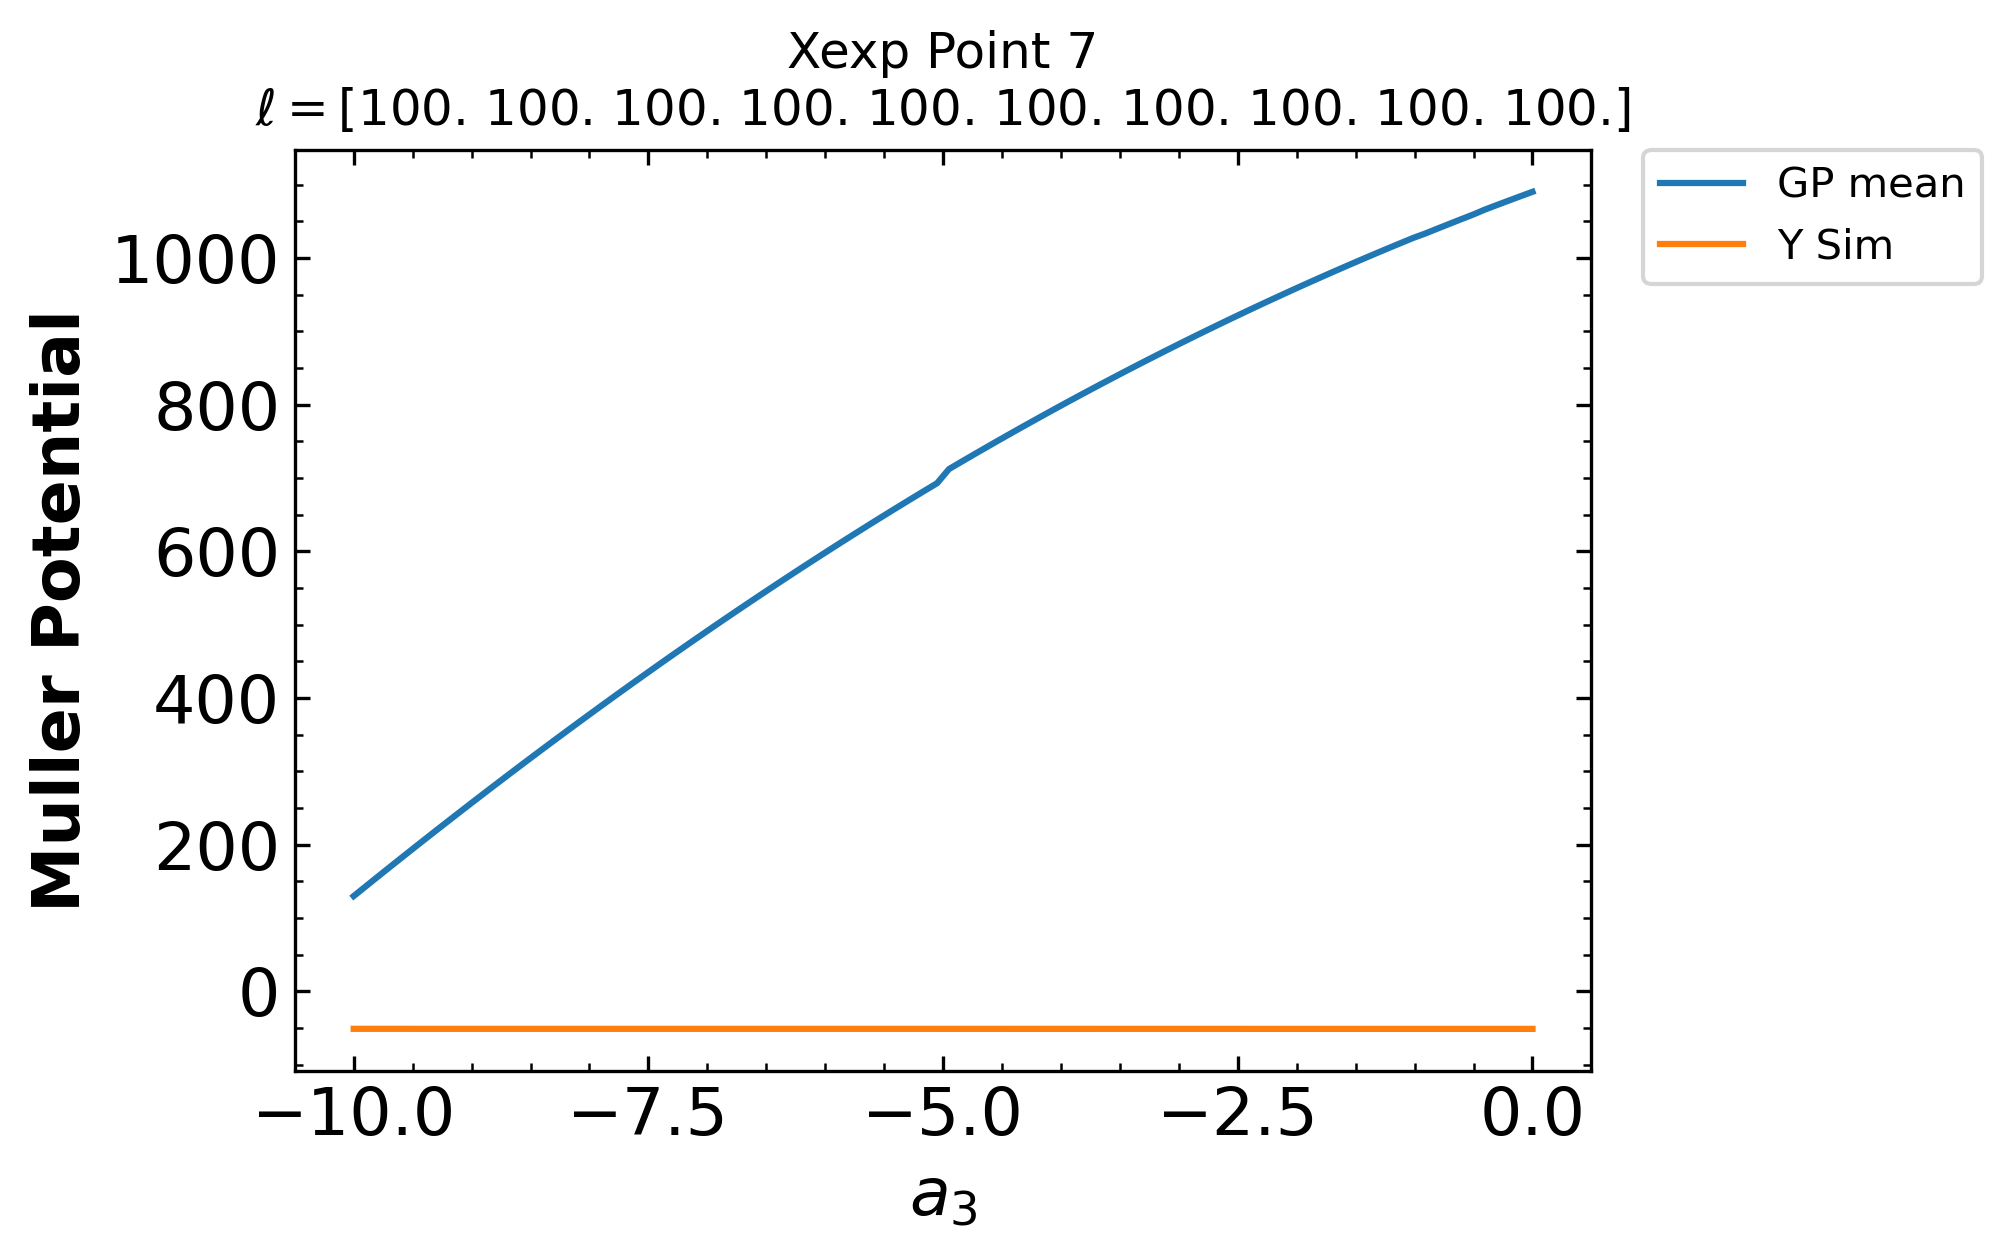 Xexp Point 7
ℓ = [100. 100. 100. 100. 100. 100. 100. 100. 100. 100.]
GP mean
Y Sim
Muller Potential
1000
800
600
400
200
0
−10.0 −7.5 −5.0 −2.5 0.0
a₃